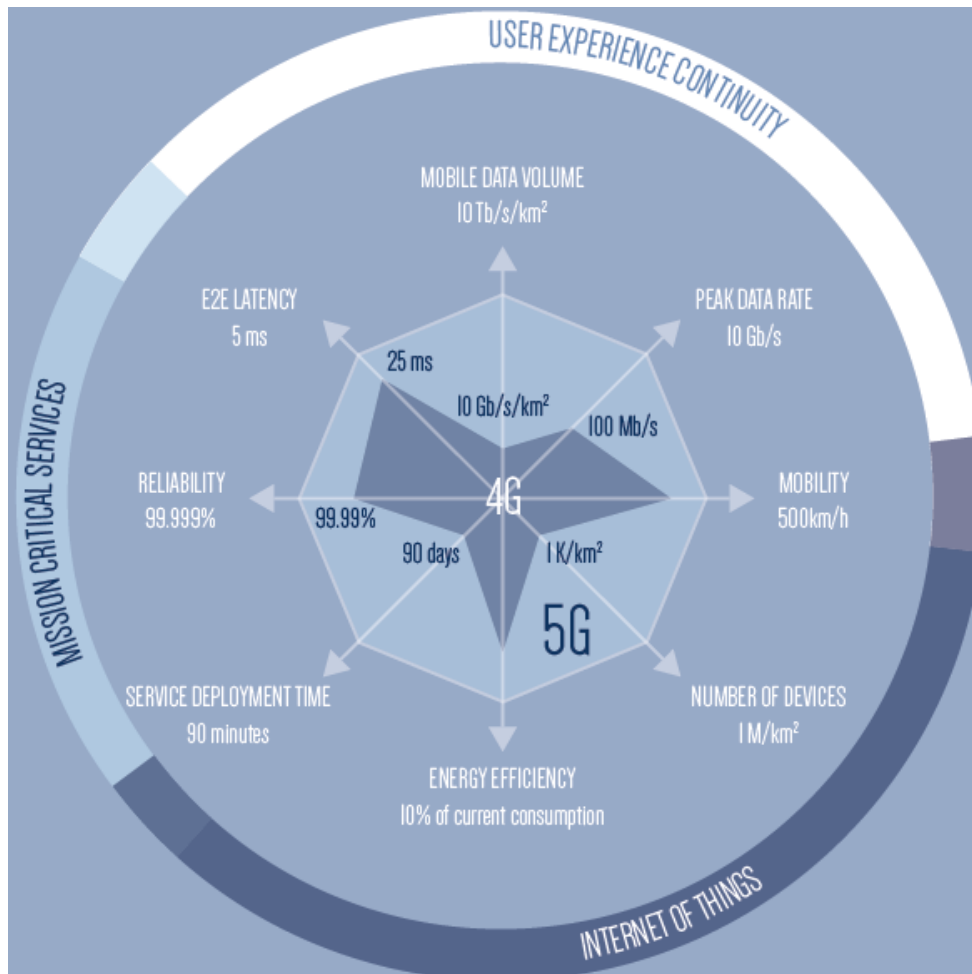 USER EXPERIENCE CONTINUITY
MOBILE DATA VOLUME
10 Tb/s/km²
E2E LATENCY
5 ms
PEAK DATA RATE
10 Gb/s
25 ms
10 Gb/s/km²
100 Mb/s
RELIABILITY
99.999%
4G
MOBILITY
500km/h
99.99%
90 days
1 K/km²
5G
MISSION CRITICAL SERVICES
SERVICE DEPLOYMENT TIME
90 minutes
NUMBER OF DEVICES
1 M/km²
ENERGY EFFICIENCY
10% of current consumption
INTERNET OF THINGS